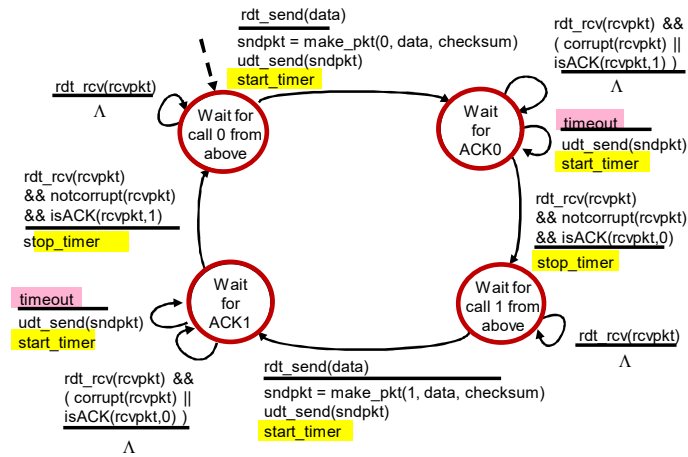 rdt_send(data)
sndpkt = make_pkt(0, data, checksum)
udt_send(sndpkt)
start_timer
rdt_rcv(rcvpkt) &&
( corrupt(rcvpkt) ||
isACK(rcvpkt,1) )
Λ
rdt_rcv(rcvpkt)
Λ
Wait for
call 0 from
above
Wait
for
ACK0
timeout
udt_send(sndpkt)
start_timer
rdt_rcv(rcvpkt)
&& notcorrupt(rcvpkt)
&& isACK(rcvpkt,1)
stop_timer
rdt_rcv(rcvpkt)
&& notcorrupt(rcvpkt)
&& isACK(rcvpkt,0)
stop_timer
timeout
udt_send(sndpkt)
start_timer
Wait
for
ACK1
Wait for
call 1 from
above
rdt_rcv(rcvpkt)
Λ
rdt_rcv(rcvpkt) &&
( corrupt(rcvpkt) ||
isACK(rcvpkt,0) )
Λ
rdt_send(data)
sndpkt = make_pkt(1, data, checksum)
udt_send(sndpkt)
start_timer